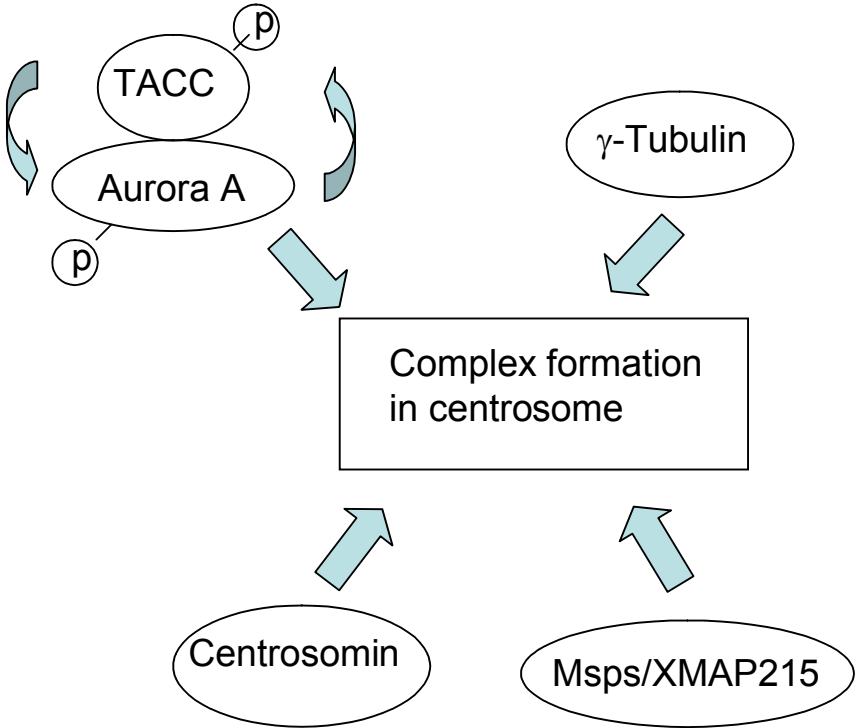 p
TACC
Aurora A
p
γ-Tubulin
Complex formation
in centrosome
Centrosomin
Msps/XMAP215